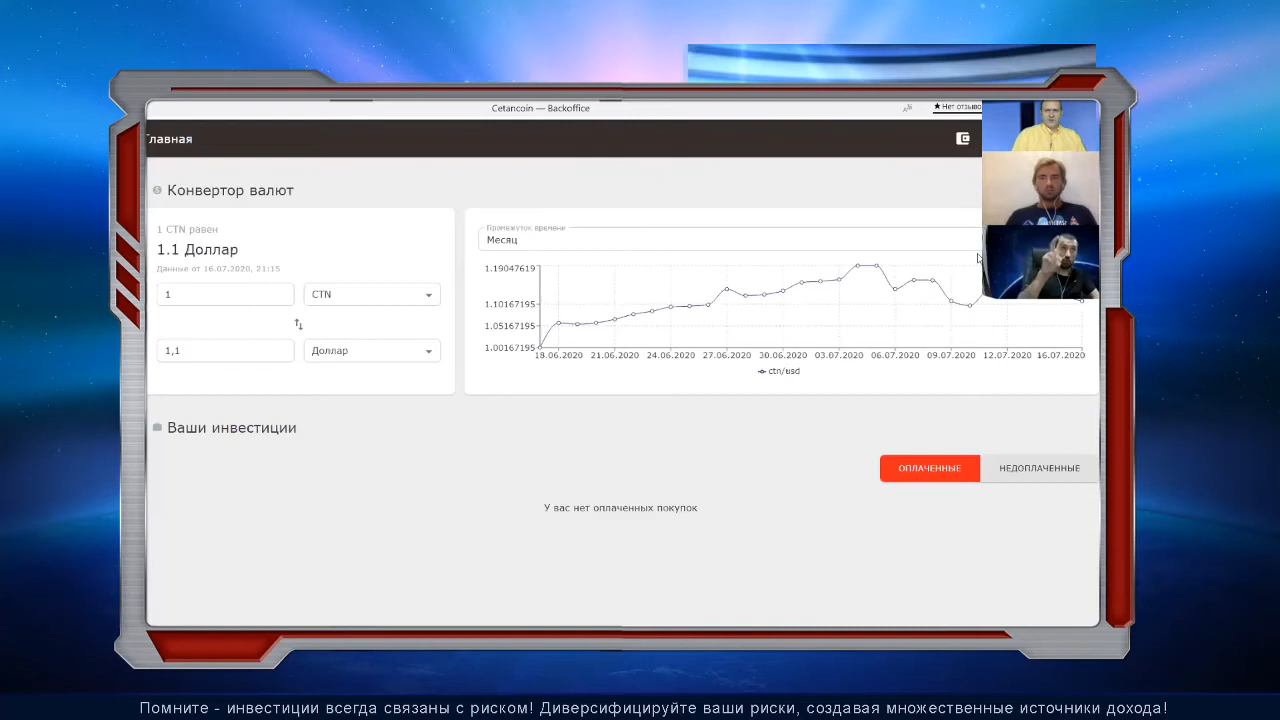 Cetancoin — Backoffice
Нет отзыво
Главная
Конвертор валют
1 CTN равен
1.1 Доллар
Данные от 16.07.2020, 21:15
1
CTN
1,1
Доллар
Промежуток времени
Месяц
1.19047619
1.10167195
1.05167195
1.00167195
18.06.2020 21.06.2020 24.06.2020 27.06.2020 30.06.2020 03.07.2020 06.07.2020 09.07.2020 12.07.2020 16.07.2020
ctn/usd
Ваши инвестиции
ОПЛАЧЕННЫЕ
НЕДОПЛАЧЕННЫЕ
У вас нет оплаченных покупок
Помните - инвестиции всегда связаны с риском! Диверсифицируйте ваши риски, создавая множественные источники дохода!